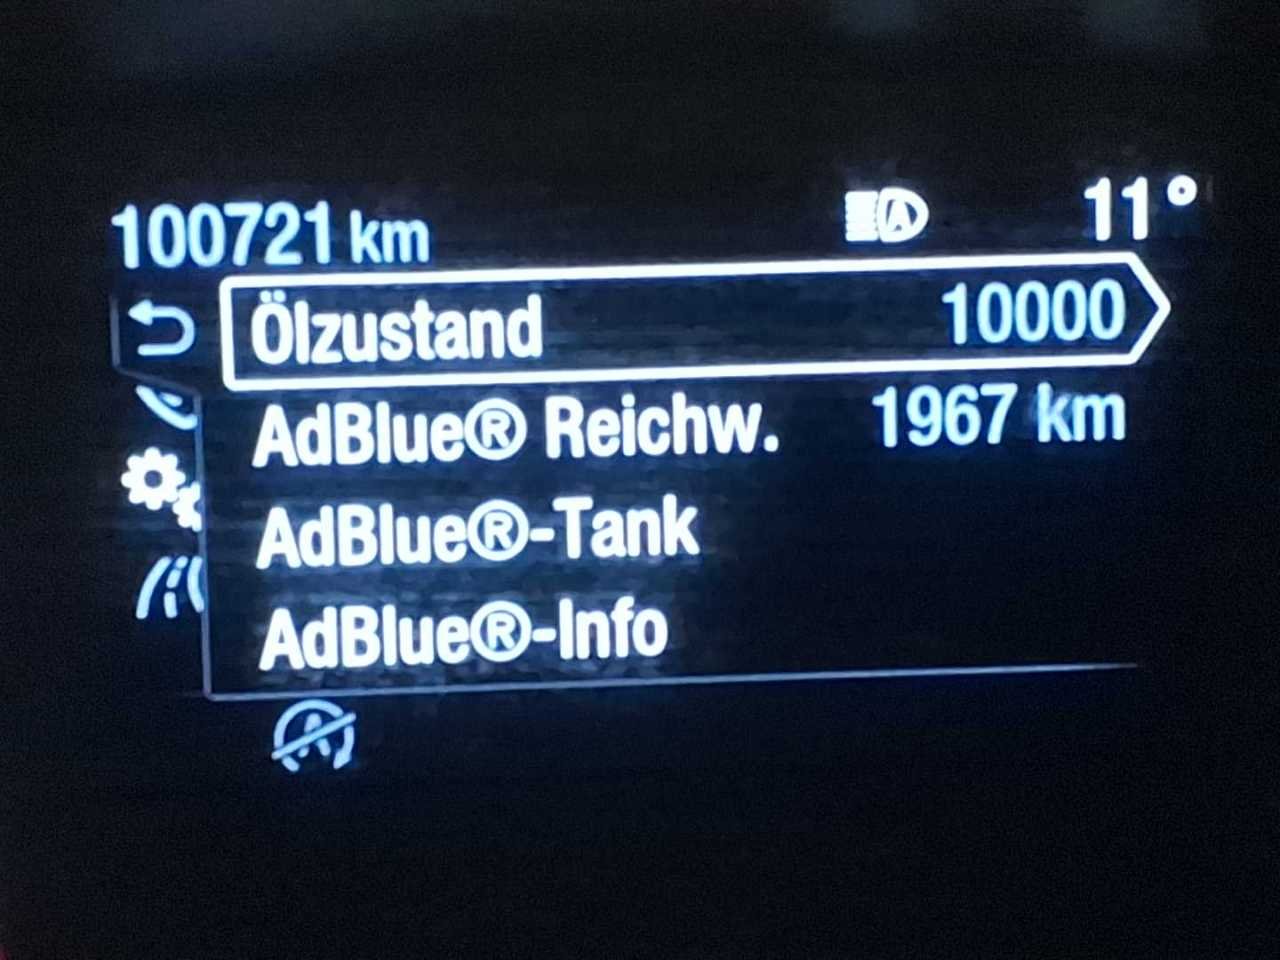 100721 km 11°
Ölzustand 10000
AdBlue® Reichw. 1967 km
AdBlue®-Tank
AdBlue®-Info